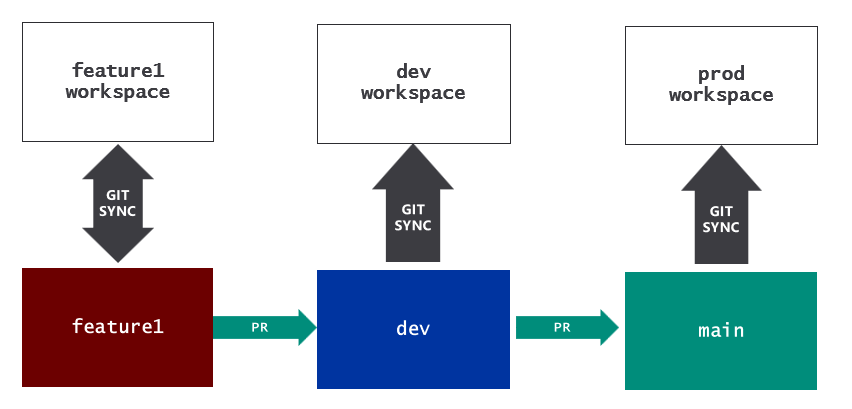 feature1
workspace
dev
workspace
prod
workspace
GIT
SYNC
GIT
SYNC
GIT
SYNC
feature1
PR
dev
PR
main